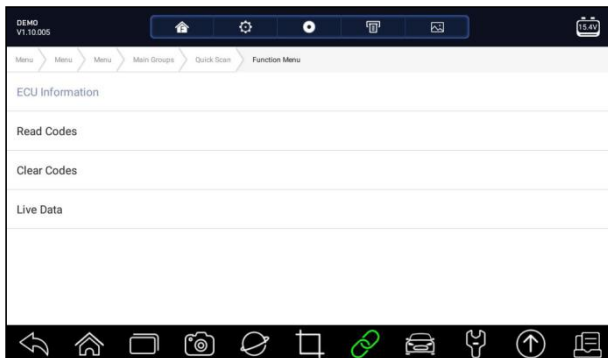 DEMO
V1.10.005
15.4V
Menu Menu Menu Main Groups Quick Scan Function Menu
ECU Information
Read Codes
Clear Codes
Live Data